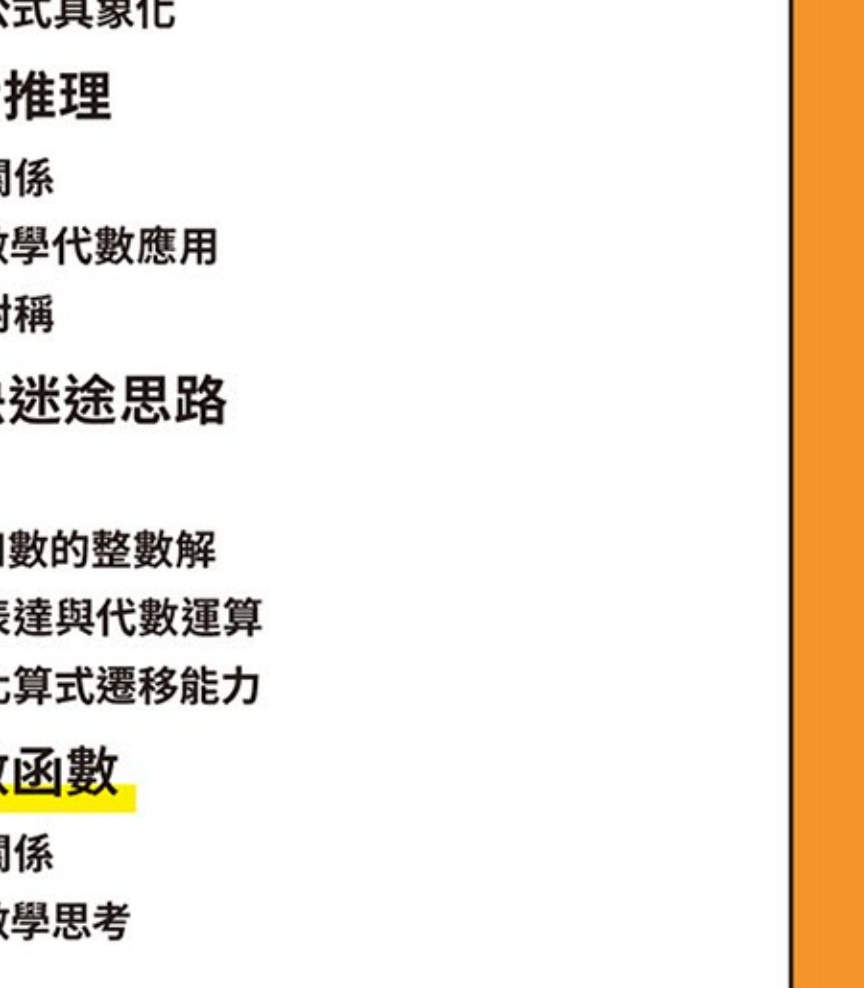 公式具象化
推理
關係
數學代數應用
對稱
迷途思路
數的整數解
表達與代數運算
化算式遷移能力
數函數
關係
數學思考